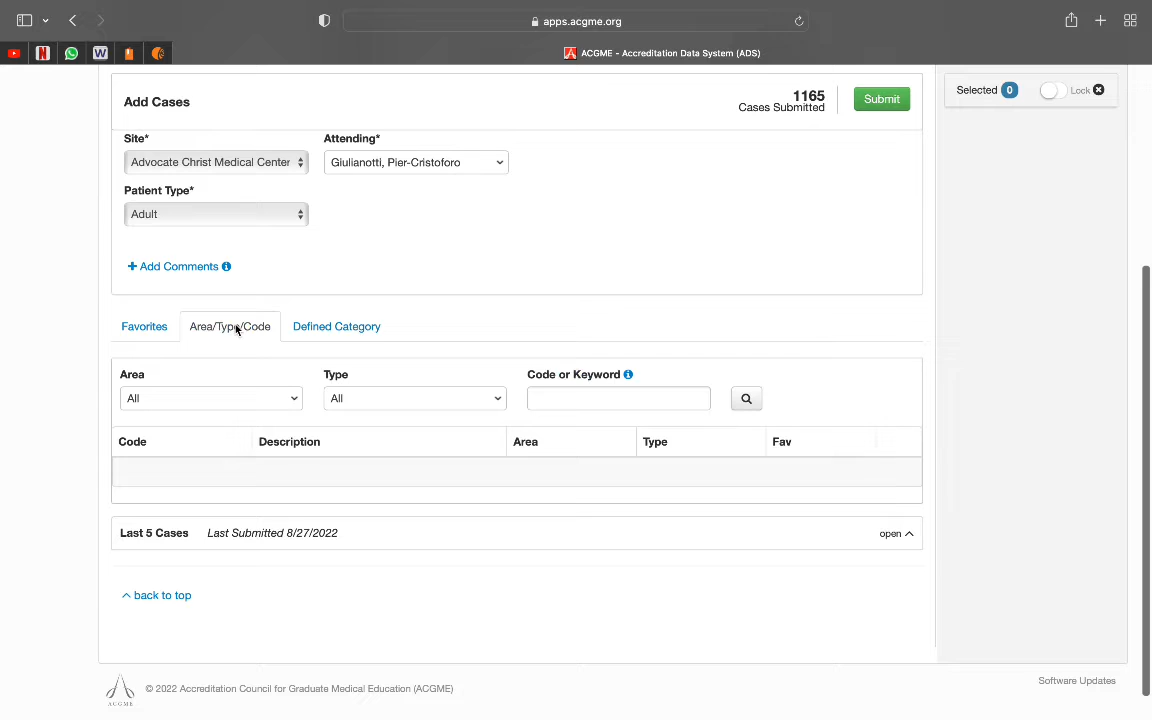 apps.acgme.org
ACGME - Accreditation Data System (ADS)
Add Cases
1165
Cases Submitted
Submit
Selected 0
Lock
Site*
Attending*
Advocate Christ Medical Center
Giulianotti, Pier-Cristoforo
Patient Type*
Adult
+ Add Comments
Favorites
Area/Type/Code
Defined Category
Area
Type
Code or Keyword
All
All
Code
Description
Area
Type
Fav
Last 5 Cases
Last Submitted 8/27/2022
open
back to top
ACGME
© 2022 Accreditation Council for Graduate Medical Education (ACGME)
Software Updates